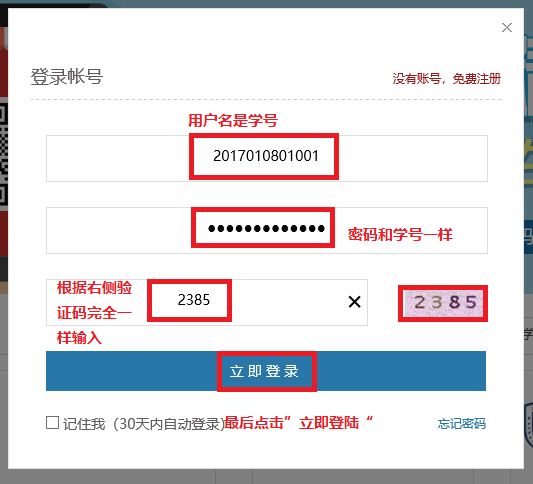 ×
登录帐号
没有账号，免费注册
用户名是学号
2017010801001
●●●●●●●●●●●●●
密码和学号一样
根据右侧验
证码完全一
样输入
2385
×
2385
立即登录
记住我（30天内自动登录）
最后点击”立即登陆“
忘记密码
码
学